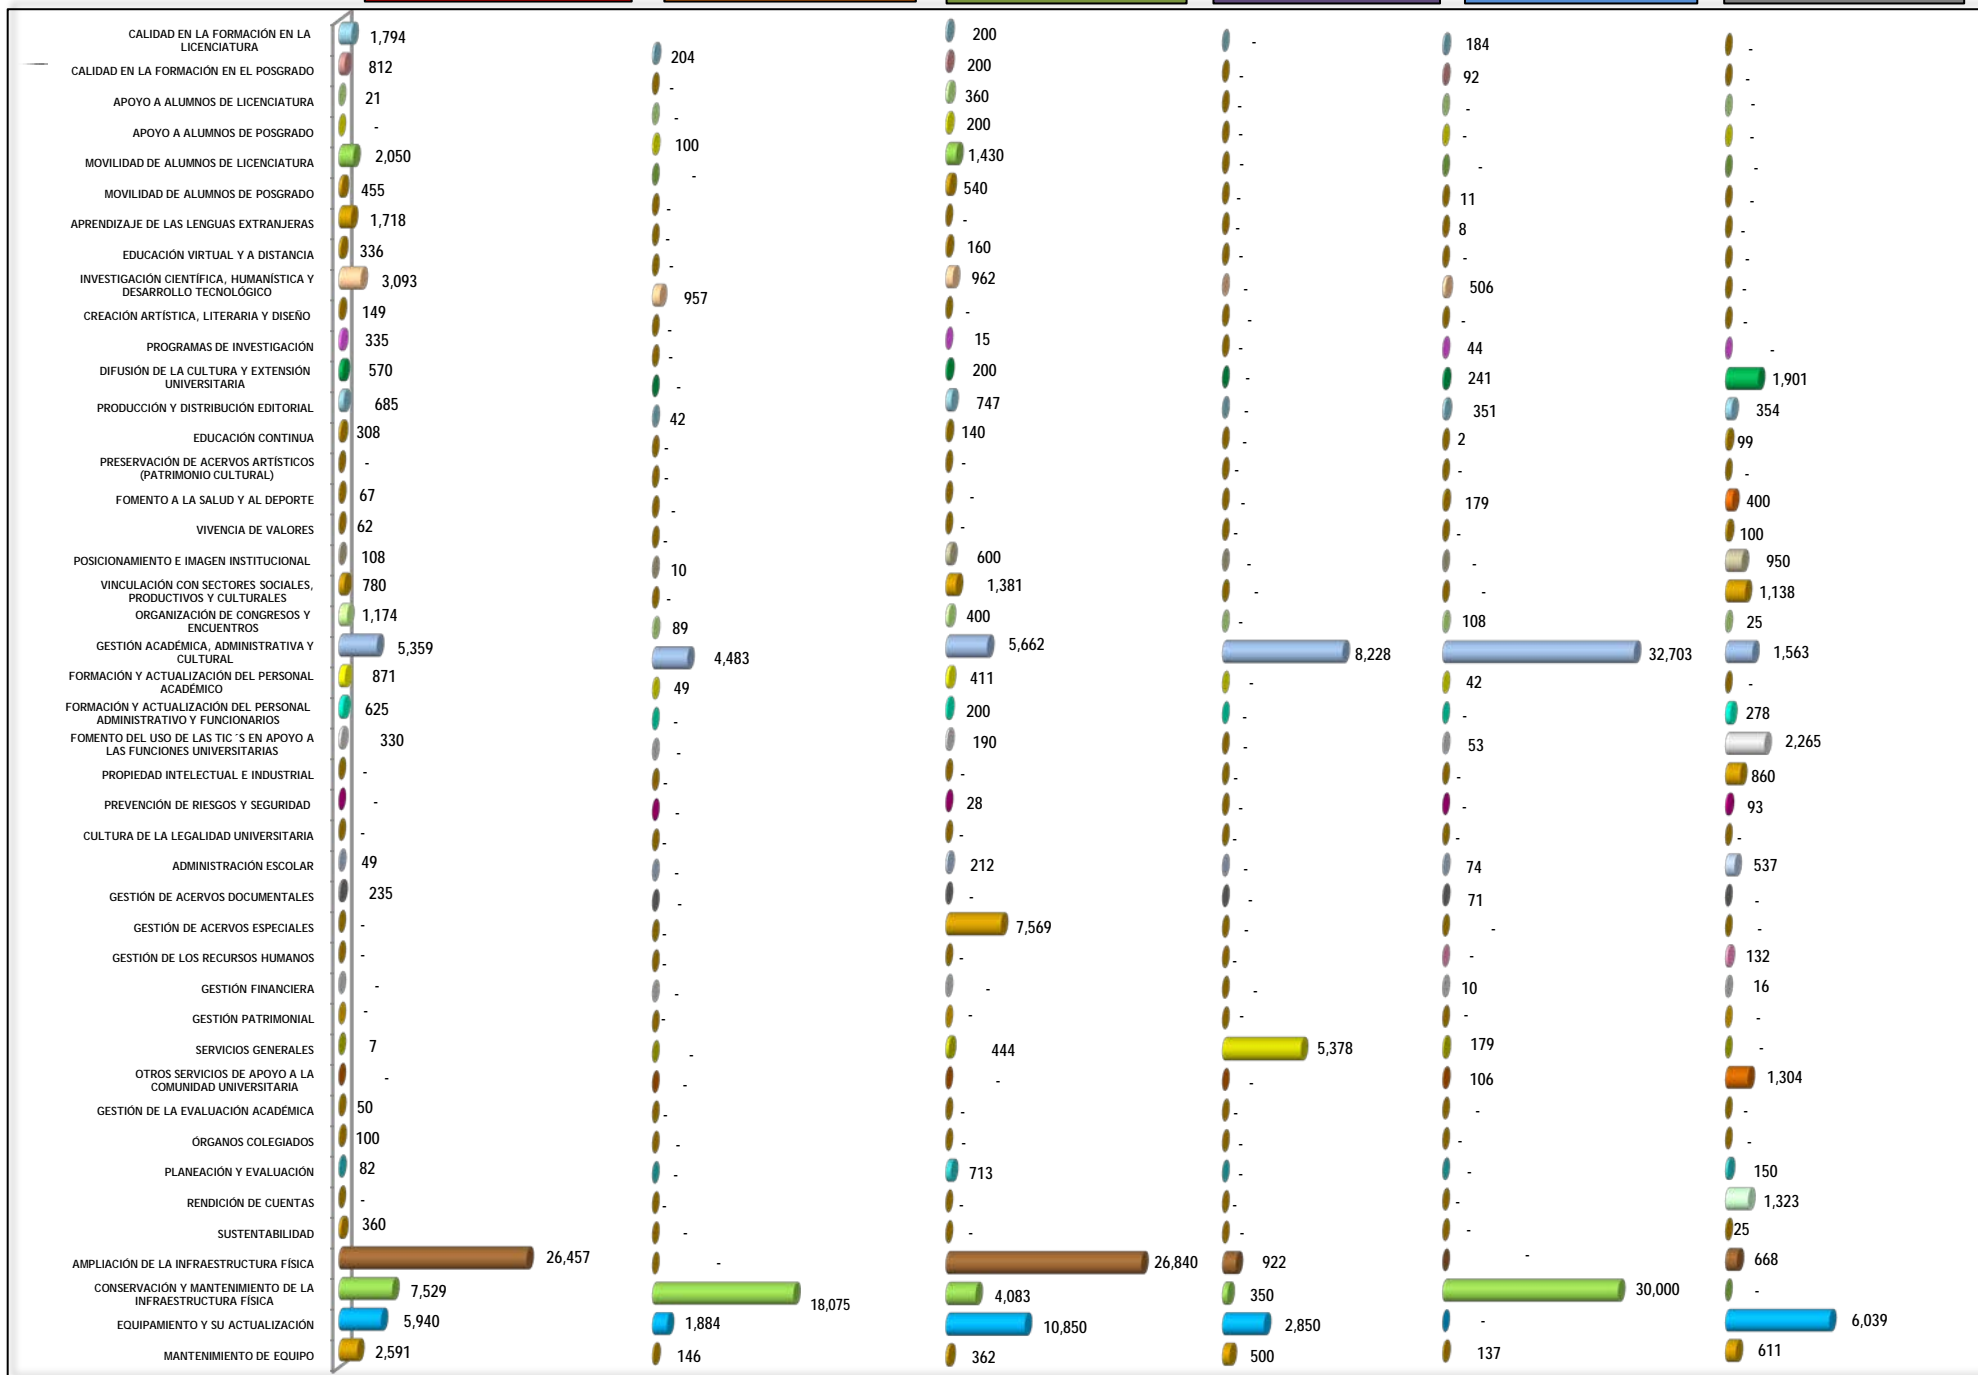 CALIDAD EN LA FORMACIÓN EN LA
LICENCIATURA
1,794 204 200 - 184 -
CALIDAD EN LA FORMACIÓN EN EL POSGRADO 812 - 200 - 92 -
APOYO A ALUMNOS DE LICENCIATURA 21 - 360 - - -
APOYO A ALUMNOS DE POSGRADO - 100 200 - - -
MOVILIDAD DE ALUMNOS DE LICENCIATURA 2,050 - 1,430 - - -
MOVILIDAD DE ALUMNOS DE POSGRADO 455 - 540 - 11 -
APRENDIZAJE DE LAS LENGUAS EXTRANJERAS 1,718 - - - 8 -
EDUCACIÓN VIRTUAL Y A DISTANCIA 336 - 160 - - -
INVESTIGACIÓN CIENTÍFICA, HUMANÍSTICA Y
DESARROLLO TECNOLÓGICO
3,093 957 962 - 506 -
CREACIÓN ARTÍSTICA, LITERARIA Y DISEÑO 149 - - - - -
PROGRAMAS DE INVESTIGACIÓN 335 - 15 - 44 -
DIFUSIÓN DE LA CULTURA Y EXTENSIÓN
UNIVERSITARIA
570 - 200 - 241 1,901
PRODUCCIÓN Y DISTRIBUCIÓN EDITORIAL 685 42 747 - 351 354
EDUCACIÓN CONTINUA 308 - 140 - 2 99
PRESERVACIÓN DE ACERVOS ARTÍSTICOS
(PATRIMONIO CULTURAL)
- - - - - -
FOMENTO A LA SALUD Y AL DEPORTE 67 - - - 179 400
VIVENCIA DE VALORES 62 - - - - 100
POSICIONAMIENTO E IMAGEN INSTITUCIONAL 108 10 600 - - 950
VINCULACIÓN CON SECTORES SOCIALES,
PRODUCTIVOS Y CULTURALES
780 - 1,381 - - 1,138
ORGANIZACIÓN DE CONGRESOS Y
ENCUENTROS
1,174 89 400 - 108 25
GESTIÓN ACADÉMICA, ADMINISTRATIVA Y
CULTURAL
5,359 4,483 5,662 8,228 32,703 1,563
FORMACIÓN Y ACTUALIZACIÓN DEL PERSONAL
ACADÉMICO
871 49 411 - 42 -
FORMACIÓN Y ACTUALIZACIÓN DEL PERSONAL
ADMINISTRATIVO Y FUNCIONARIOS
625 - 200 - - 278
FOMENTO DEL USO DE LAS TIC´S EN APOYO A
LAS FUNCIONES UNIVERSITARIAS
330 - 190 - 53 2,265
PROPIEDAD INTELECTUAL E INDUSTRIAL - - - - - 860
PREVENCIÓN DE RIESGOS Y SEGURIDAD - - 28 - - 93
CULTURA DE LA LEGALIDAD UNIVERSITARIA - - - - - -
ADMINISTRACIÓN ESCOLAR 49 - 212 - 74 537
GESTIÓN DE ACERVOS DOCUMENTALES 235 - - - 71 -
GESTIÓN DE ACERVOS ESPECIALES - - 7,569 - - -
GESTIÓN DE LOS RECURSOS HUMANOS - - - - - 132
GESTIÓN FINANCIERA - - - - 10 16
GESTIÓN PATRIMONIAL - - - - - -
SERVICIOS GENERALES 7 - 444 5,378 179 -
OTROS SERVICIOS DE APOYO A LA
COMUNIDAD UNIVERSITARIA
- - - - 106 1,304
GESTIÓN DE LA EVALUACIÓN ACADÉMICA 50 - - - - -
ÓRGANOS COLEGIADOS 100 - - - - -
PLANEACIÓN Y EVALUACIÓN 82 - 713 - - 150
RENDICIÓN DE CUENTAS - - - - - 1,323
SUSTENTABILIDAD 360 - - - - 25
AMPLIACIÓN DE LA INFRAESTRUCTURA FÍSICA 26,457 - 26,840 922 - 668
CONSERVACIÓN Y MANTENIMIENTO DE LA
INFRAESTRUCTURA FÍSICA
7,529 18,075 4,083 350 30,000 -
EQUIPAMIENTO Y SU ACTUALIZACIÓN 5,940 1,884 10,850 2,850 - 6,039
MANTENIMIENTO DE EQUIPO 2,591 146 362 500 137 611